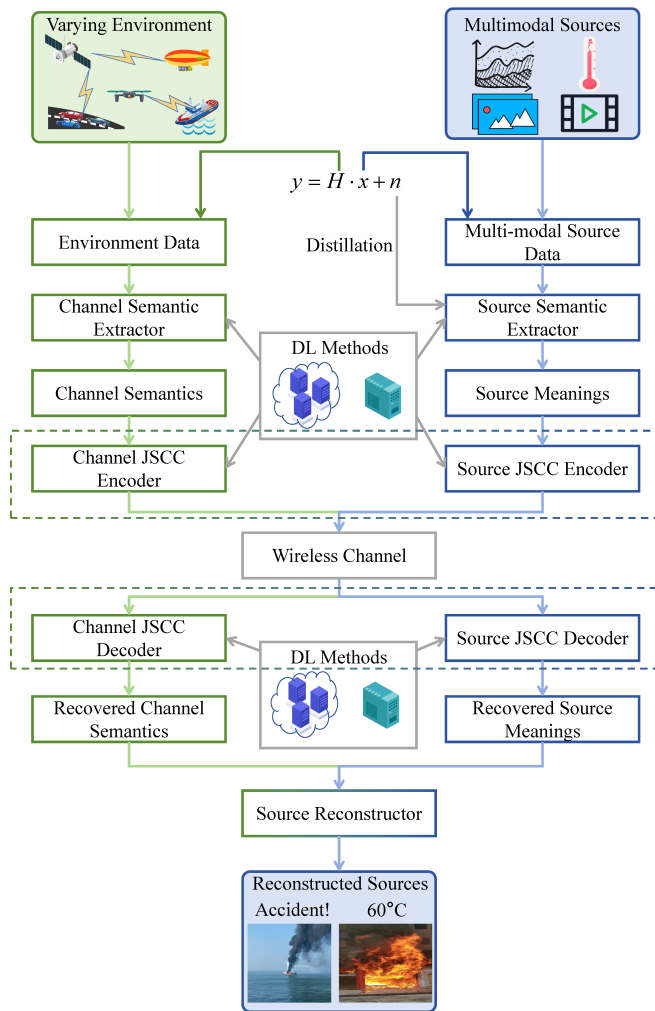 Varying Environment
Multimodal Sources
y = H · x + n
Environment Data
Distillation
Multi-modal Source
Data
Channel Semantic
Extractor
Source Semantic
Extractor
DL Methods
Channel Semantics
Source Meanings
Channel JSCC
Encoder
Source JSCC Encoder
Wireless Channel
Channel JSCC
Decoder
Source JSCC Decoder
DL Methods
Recovered Channel
Semantics
Recovered Source
Meanings
Source Reconstructor
Reconstructed Sources
Accident!
60°C